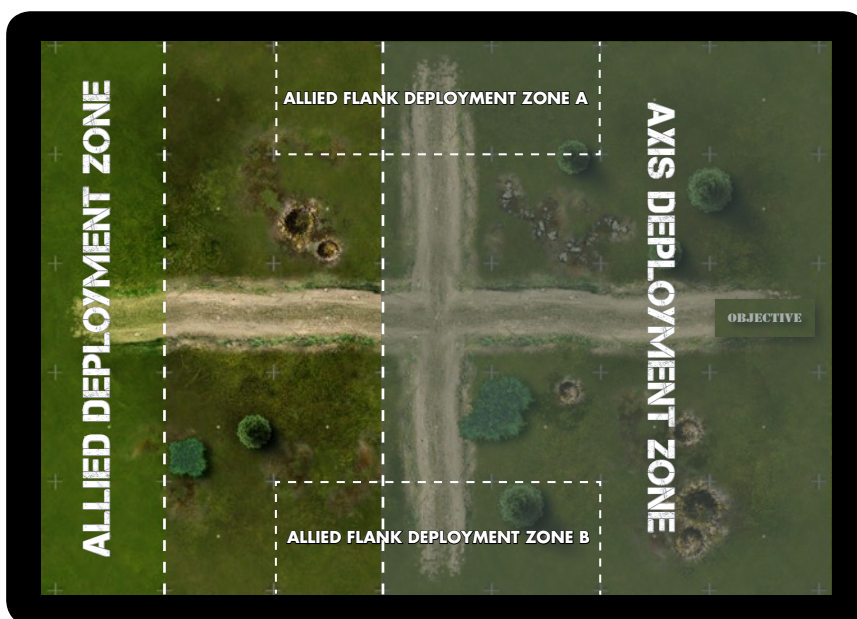 ALLIED DEPLOYMENT ZONE
ALLIED FLANK DEPLOYMENT ZONE A
AXIS DEPLOYMENT ZONE
OBJECTIVE
ALLIED FLANK DEPLOYMENT ZONE B